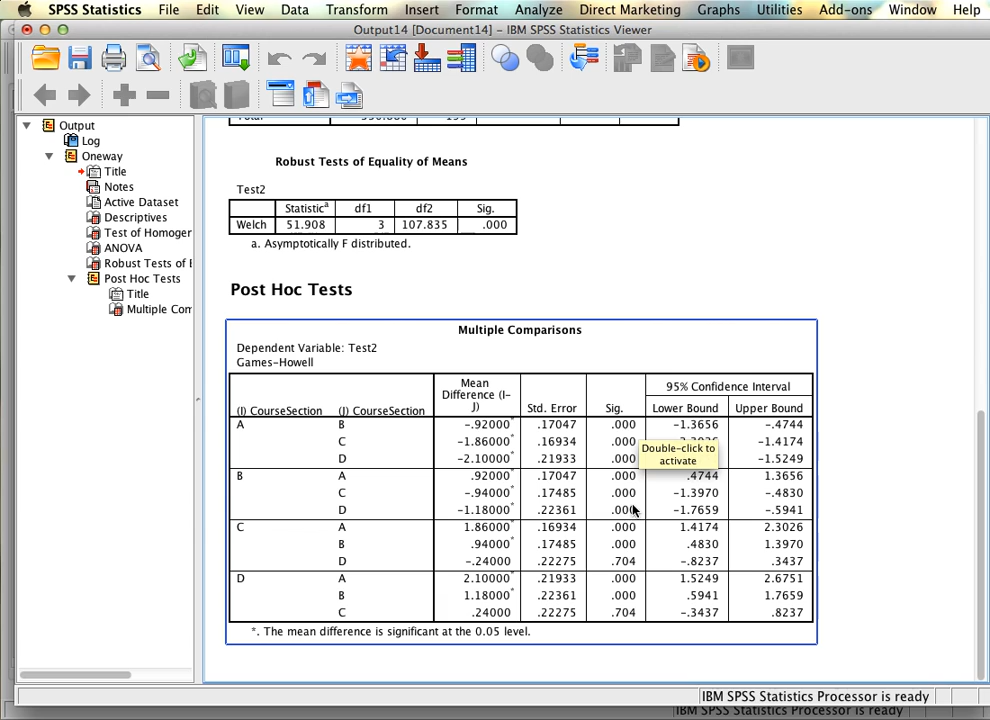 SPSS Statistics File Edit View Data Transform Insert Format Analyze Direct Marketing Graphs Utilities Add-ons Window Help
Output14 [Document14] – IBM SPSS Statistics Viewer
Output
Log
Oneway
Title
Notes
Active Dataset
Descriptives
Test of Homoger
ANOVA
Robust Tests of E
Post Hoc Tests
Title
Multiple Com
Robust Tests of Equality of Means
Test2
Statistic a df1 df2 Sig.
Welch 51.908 3 107.835 .000
a. Asymptotically F distributed.
Post Hoc Tests
Multiple Comparisons
Dependent Variable: Test2
Games-Howell
(I) CourseSection (J) CourseSection Mean Difference (I-J) Std. Error Sig. 95% Confidence Interval
Lower Bound Upper Bound
A B -.92000* .17047 .000 -1.3656 -.4744
C -1.86000* .16934 .000 -1.4174
D -2.10000* .21933 .000 -1.5249
Double-click to
activate
B A .92000* .17047 .000 .4744 1.3656
C -.94000* .17485 .000 -1.3970 -.4830
D -1.18000* .22361 .000 -1.7659 -.5941
C A 1.86000* .16934 .000 1.4174 2.3026
B .94000* .17485 .000 .4830 1.3970
D -.24000 .22275 .704 -.8237 .3437
D A 2.10000* .21933 .000 1.5249 2.6751
B 1.18000* .22361 .000 .5941 1.7659
C .24000 .22275 .704 -.3437 .8237
*. The mean difference is significant at the 0.05 level.
IBM SPSS Statistics Processor is ready
IBM SPSS Statistics Processor is ready